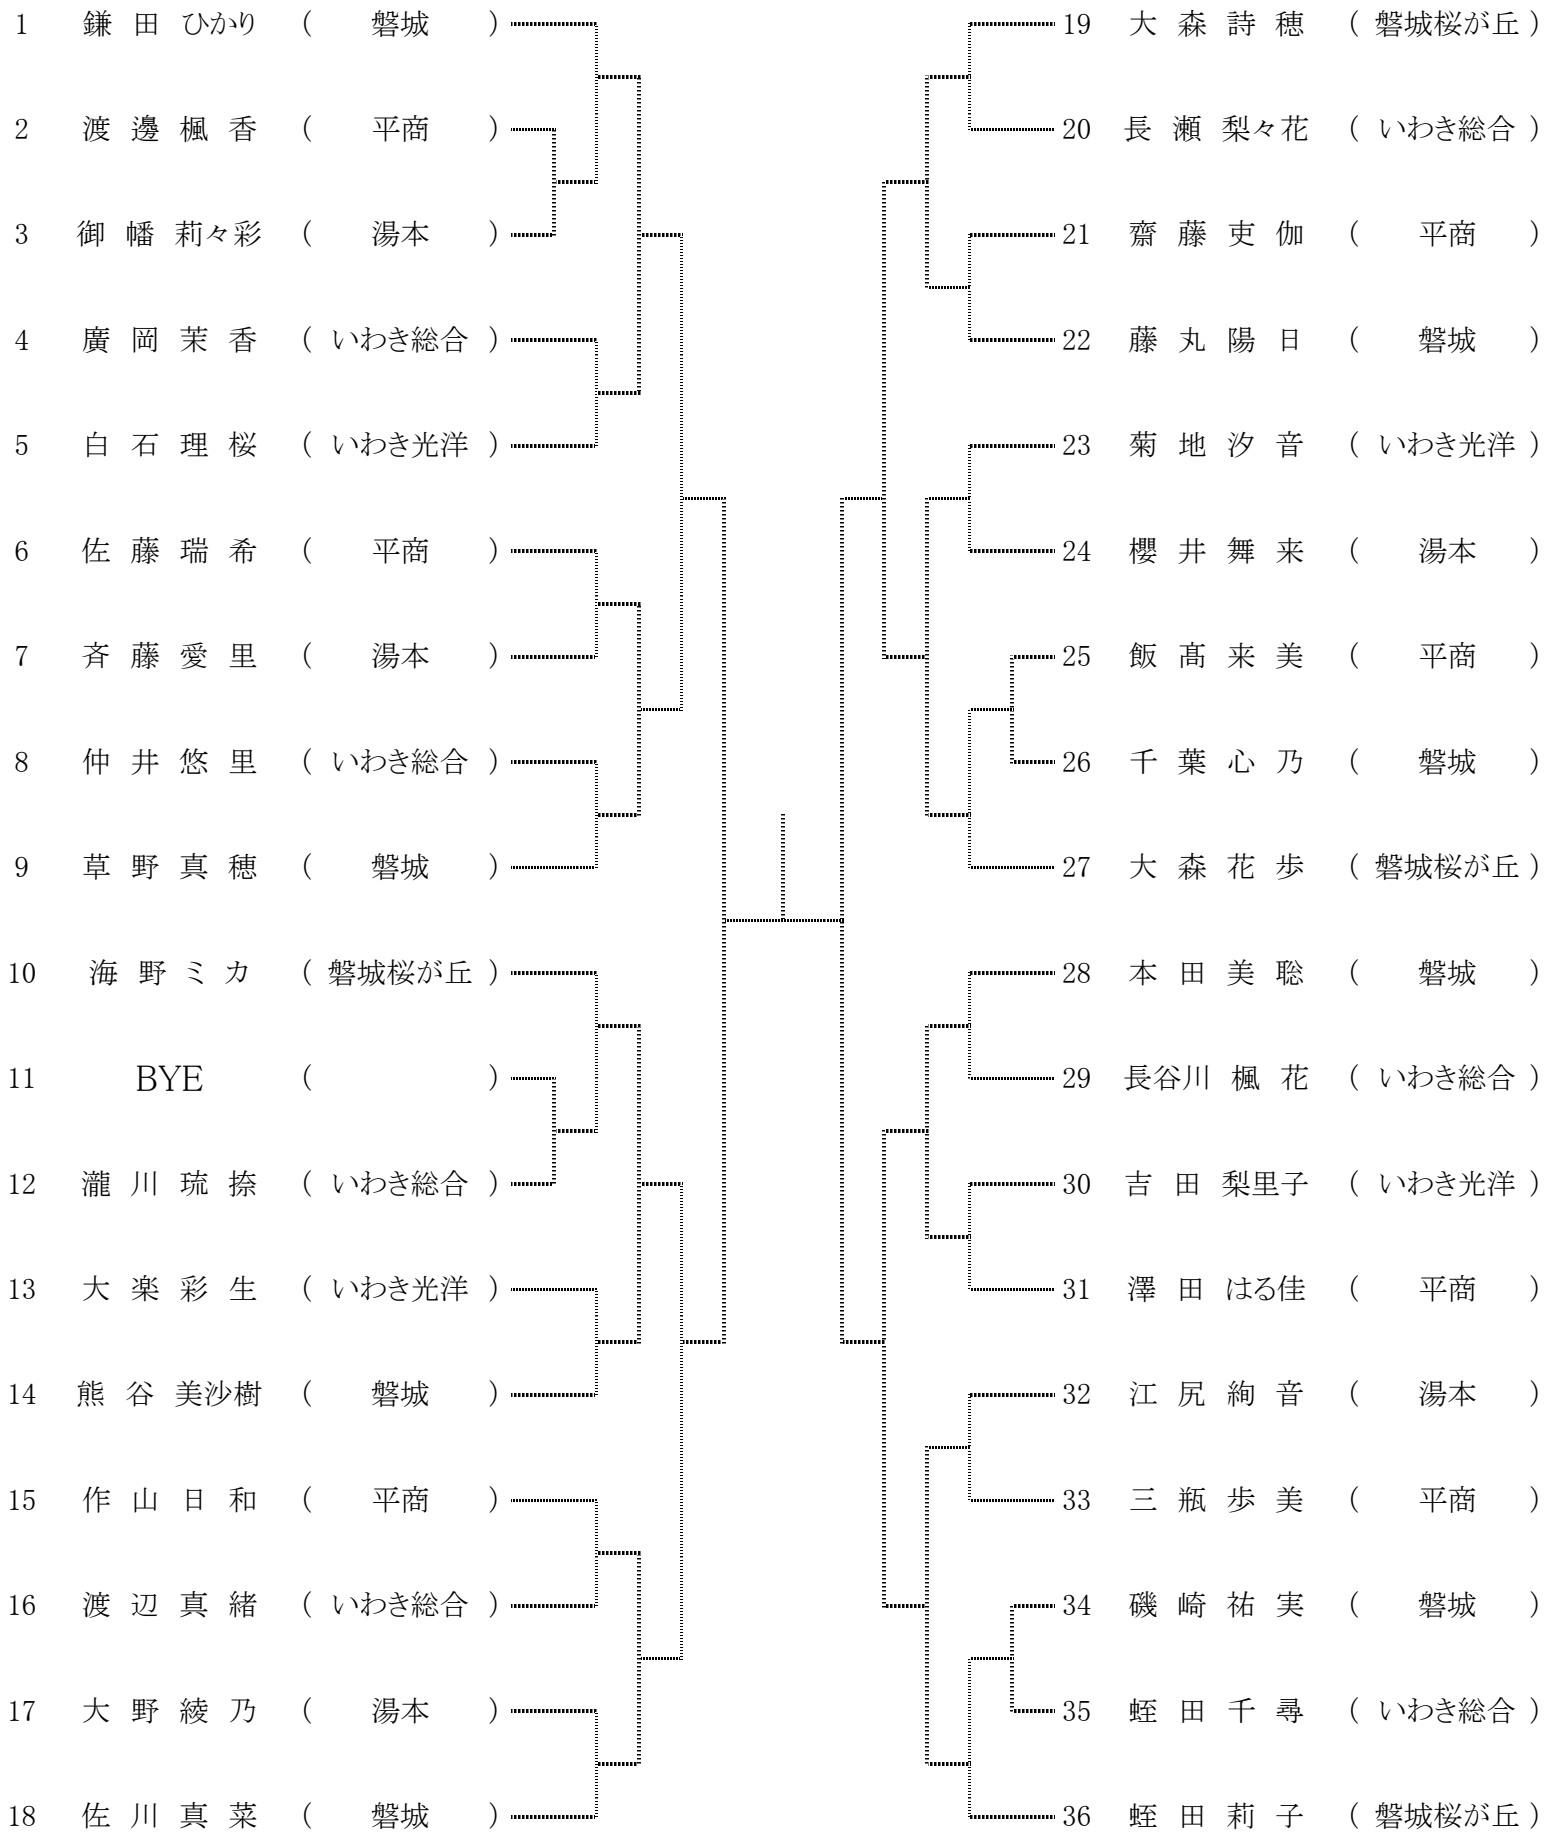 1 鎌 田 ひかり ( 磐城 )
2 渡 邊 楓 香 ( 平商 )
3 御 幡 莉々彩 ( 湯本 )
4 廣 岡 茉 香 ( いわき総合 )
5 白 石 理 桜 ( いわき光洋 )
6 佐 藤 瑞 希 ( 平商 )
7 斉 藤 愛 里 ( 湯本 )
8 仲 井 悠 里 ( いわき総合 )
9 草 野 真 穂 ( 磐城 )
10 海 野 ミ カ ( 磐城桜が丘 )
11 BYE ( )
12 瀧 川 琉 捺 ( いわき総合 )
13 大 楽 彩 生 ( いわき光洋 )
14 熊 谷 美沙樹 ( 磐城 )
15 作 山 日 和 ( 平商 )
16 渡 辺 真 緒 ( いわき総合 )
17 大 野 綾 乃 ( 湯本 )
18 佐 川 真 菜 ( 磐城 )
19 大 森 詩 穂 ( 磐城桜が丘 )
20 長 瀬 梨々花 ( いわき総合 )
21 齋 藤 吏 伽 ( 平商 )
22 藤 丸 陽 日 ( 磐城 )
23 菊 地 汐 音 ( いわき光洋 )
24 櫻 井 舞 来 ( 湯本 )
25 飯 髙 来 美 ( 平商 )
26 千 葉 心 乃 ( 磐城 )
27 大 森 花 歩 ( 磐城桜が丘 )
28 本 田 美 聡 ( 磐城 )
29 長谷川 楓 花 ( いわき総合 )
30 吉 田 梨里子 ( いわき光洋 )
31 澤 田 はる佳 ( 平商 )
32 江 尻 絢 音 ( 湯本 )
33 三 瓶 歩 美 ( 平商 )
34 磯 崎 祐 実 ( 磐城 )
35 蛭 田 千 尋 ( いわき総合 )
36 蛭 田 莉 子 ( 磐城桜が丘 )